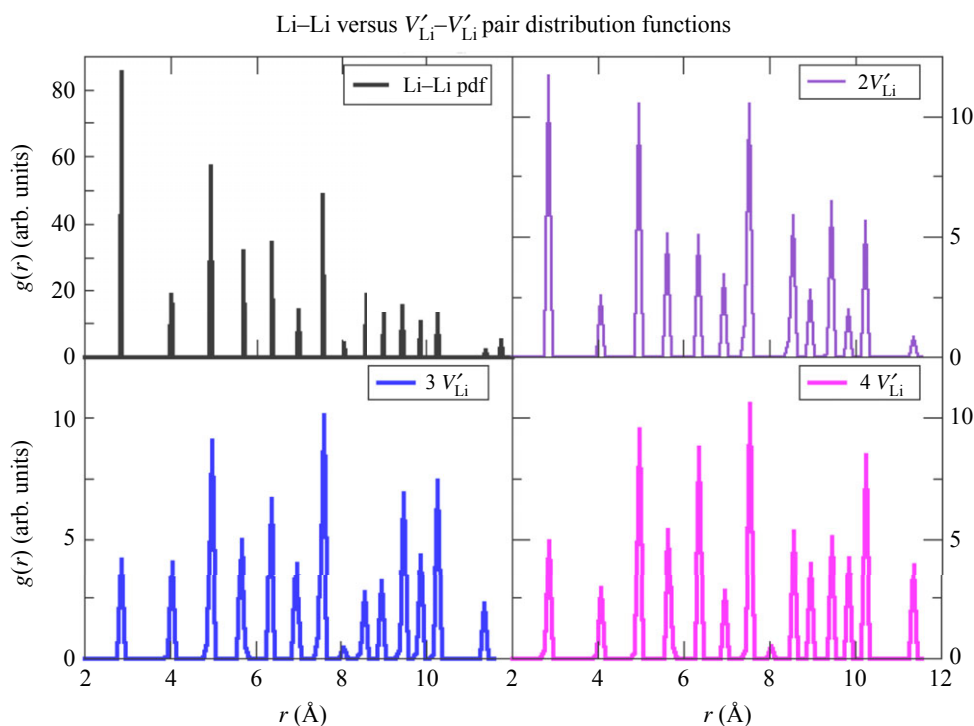 Li–Li versus V′Li–V′Li pair distribution functions
g(r) (arb. units)
80
60
40
20
0
Li–Li pdf
2V′Li
10
5
0
g(r) (arb. units)
10
5
0
3 V′Li
4 V′Li
10
5
0
2 4 6 8 10 2 4 6 8 10 12
r (Å) r (Å)